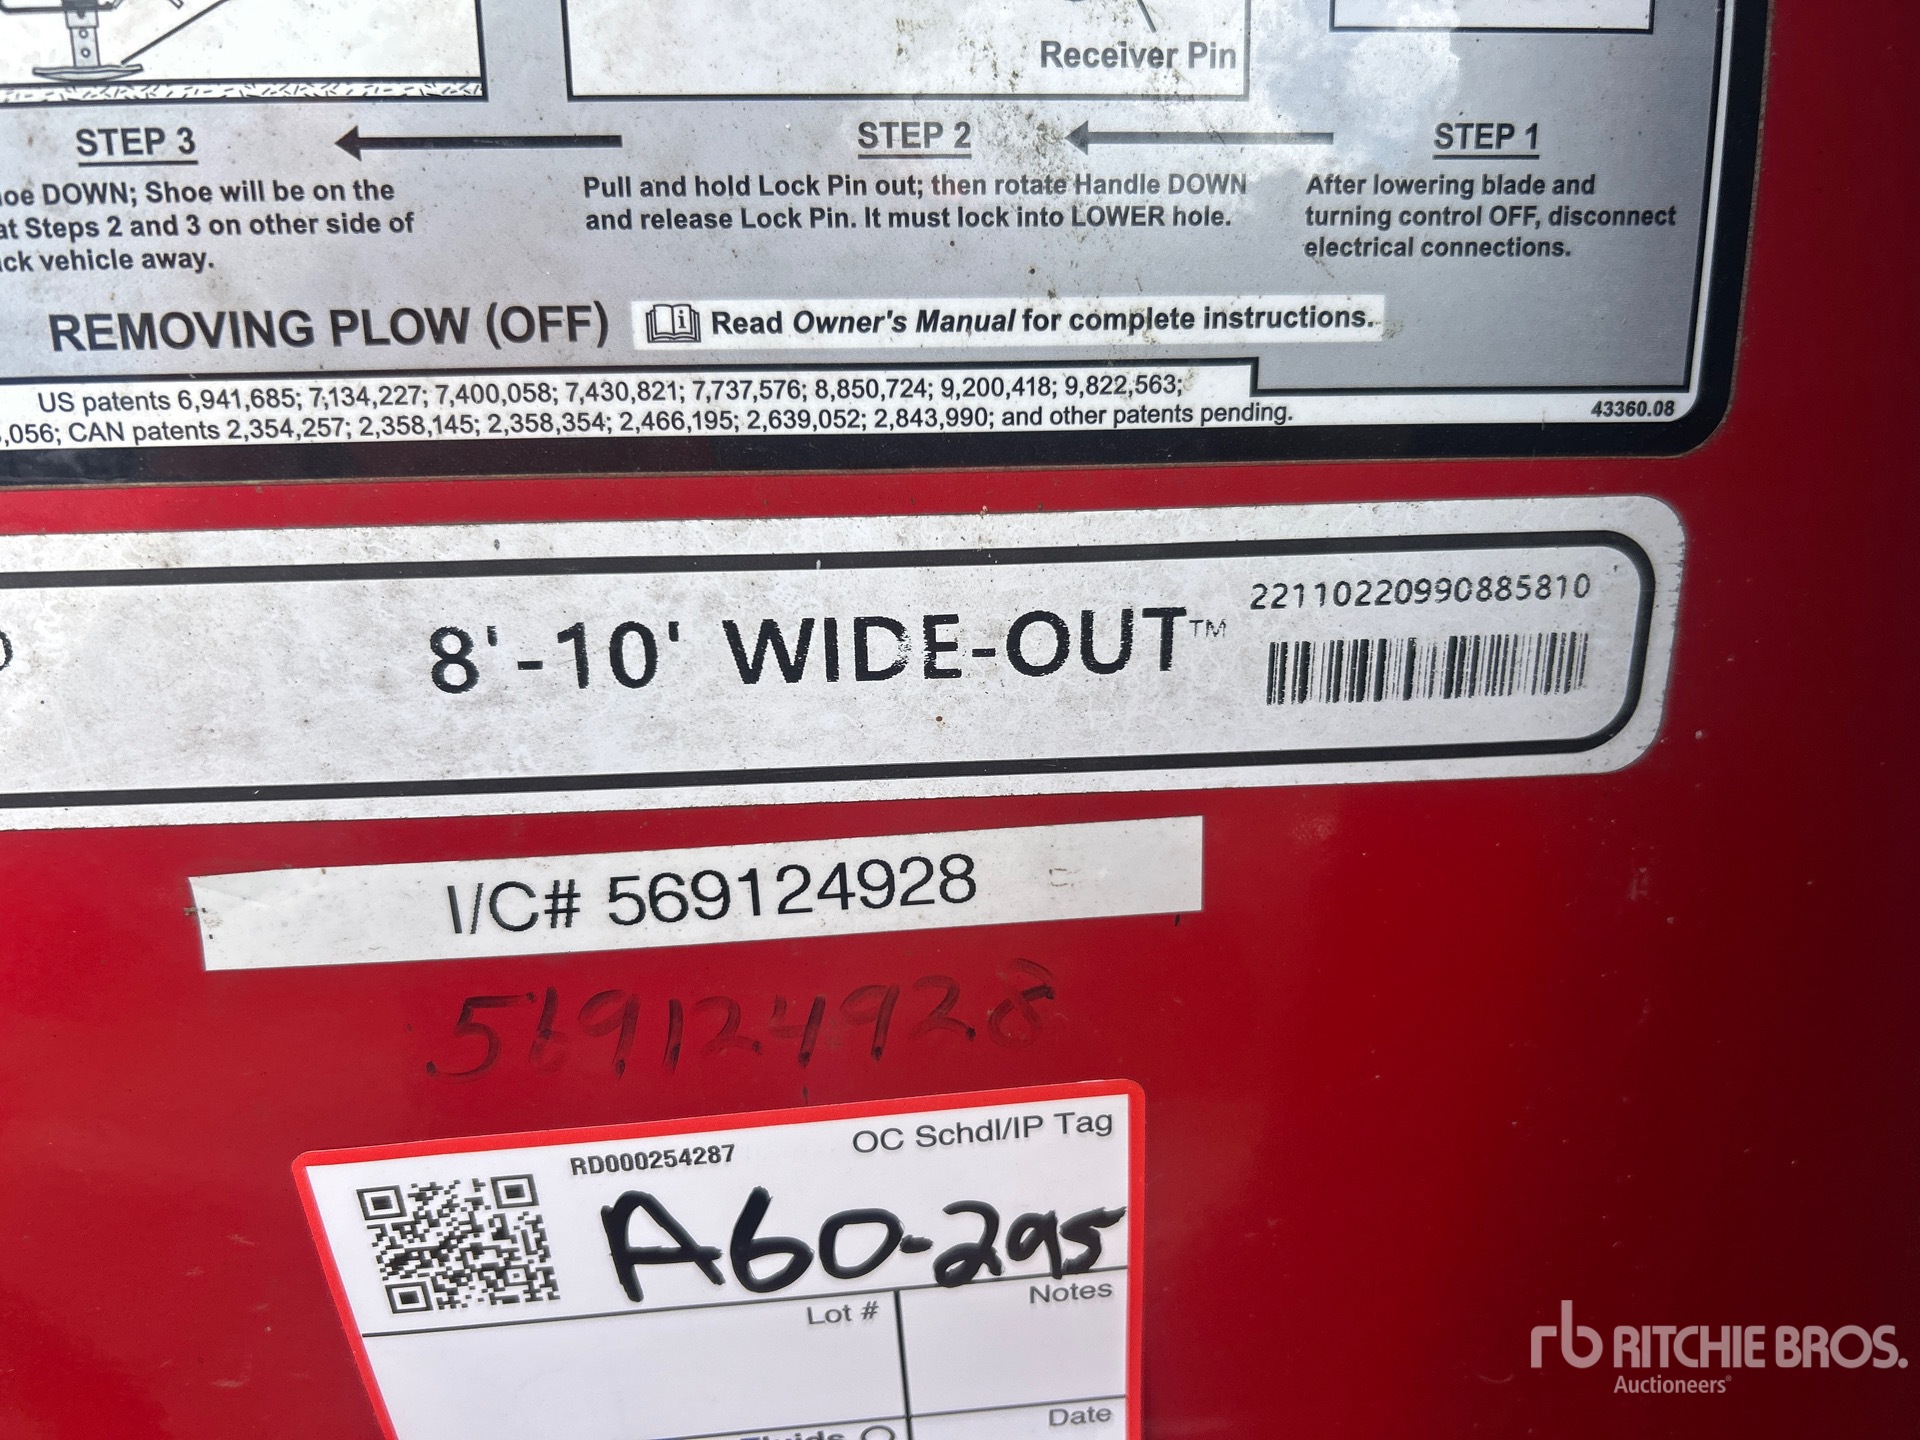 Receiver Pin
STEP 3
STEP 2
STEP 1
oe DOWN; Shoe will be on the
at Steps 2 and 3 on other side of
ck vehicle away.
Pull and hold Lock Pin out; then rotate Handle DOWN
and release Lock Pin. It must lock into LOWER hole.
After lowering blade and
turning control OFF, disconnect
electrical connections.
REMOVING PLOW (OFF)
Read Owner's Manual for complete instructions.
US patents 6,941,685; 7,134,227; 7,400,058; 7,430,821; 7,737,576; 8,850,724; 9,200,418; 9,822,563;
,056; CAN patents 2,354,257; 2,358,145; 2,358,354; 2,466,195; 2,639,052; 2,843,990; and other patents pending.
43360.08
8'-10' WIDE-OUT™
22110220990885810
I/C# 569124928
569124928
RD000254287
OC Schdl/IP Tag
A60-295
Lot #
Notes
Date
Fluids
rb RITCHIE BROS.
Auctioneers®